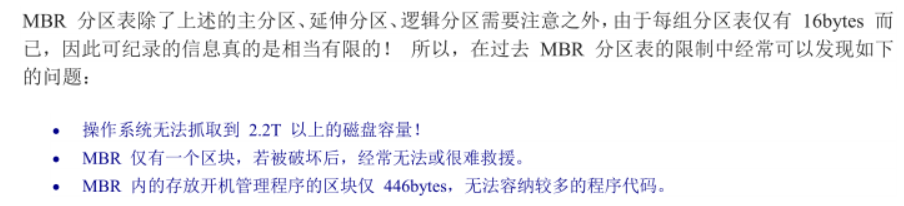 MBR 分区表除了上述的主分区、延伸分区、逻辑分区需要注意之外，由于每组分区表仅有 16bytes 而
已，因此可纪录的信息真的是相当有限的！ 所以，在过去 MBR 分区表的限制中经常可以发现如下
的问题：
• 操作系统无法抓取到 2.2T 以上的磁盘容量！
• MBR 仅有一个区块，若被破坏后，经常无法或很难救援。
• MBR 内的存放开机管理程序的区块仅 446bytes，无法容纳较多的程序代码。